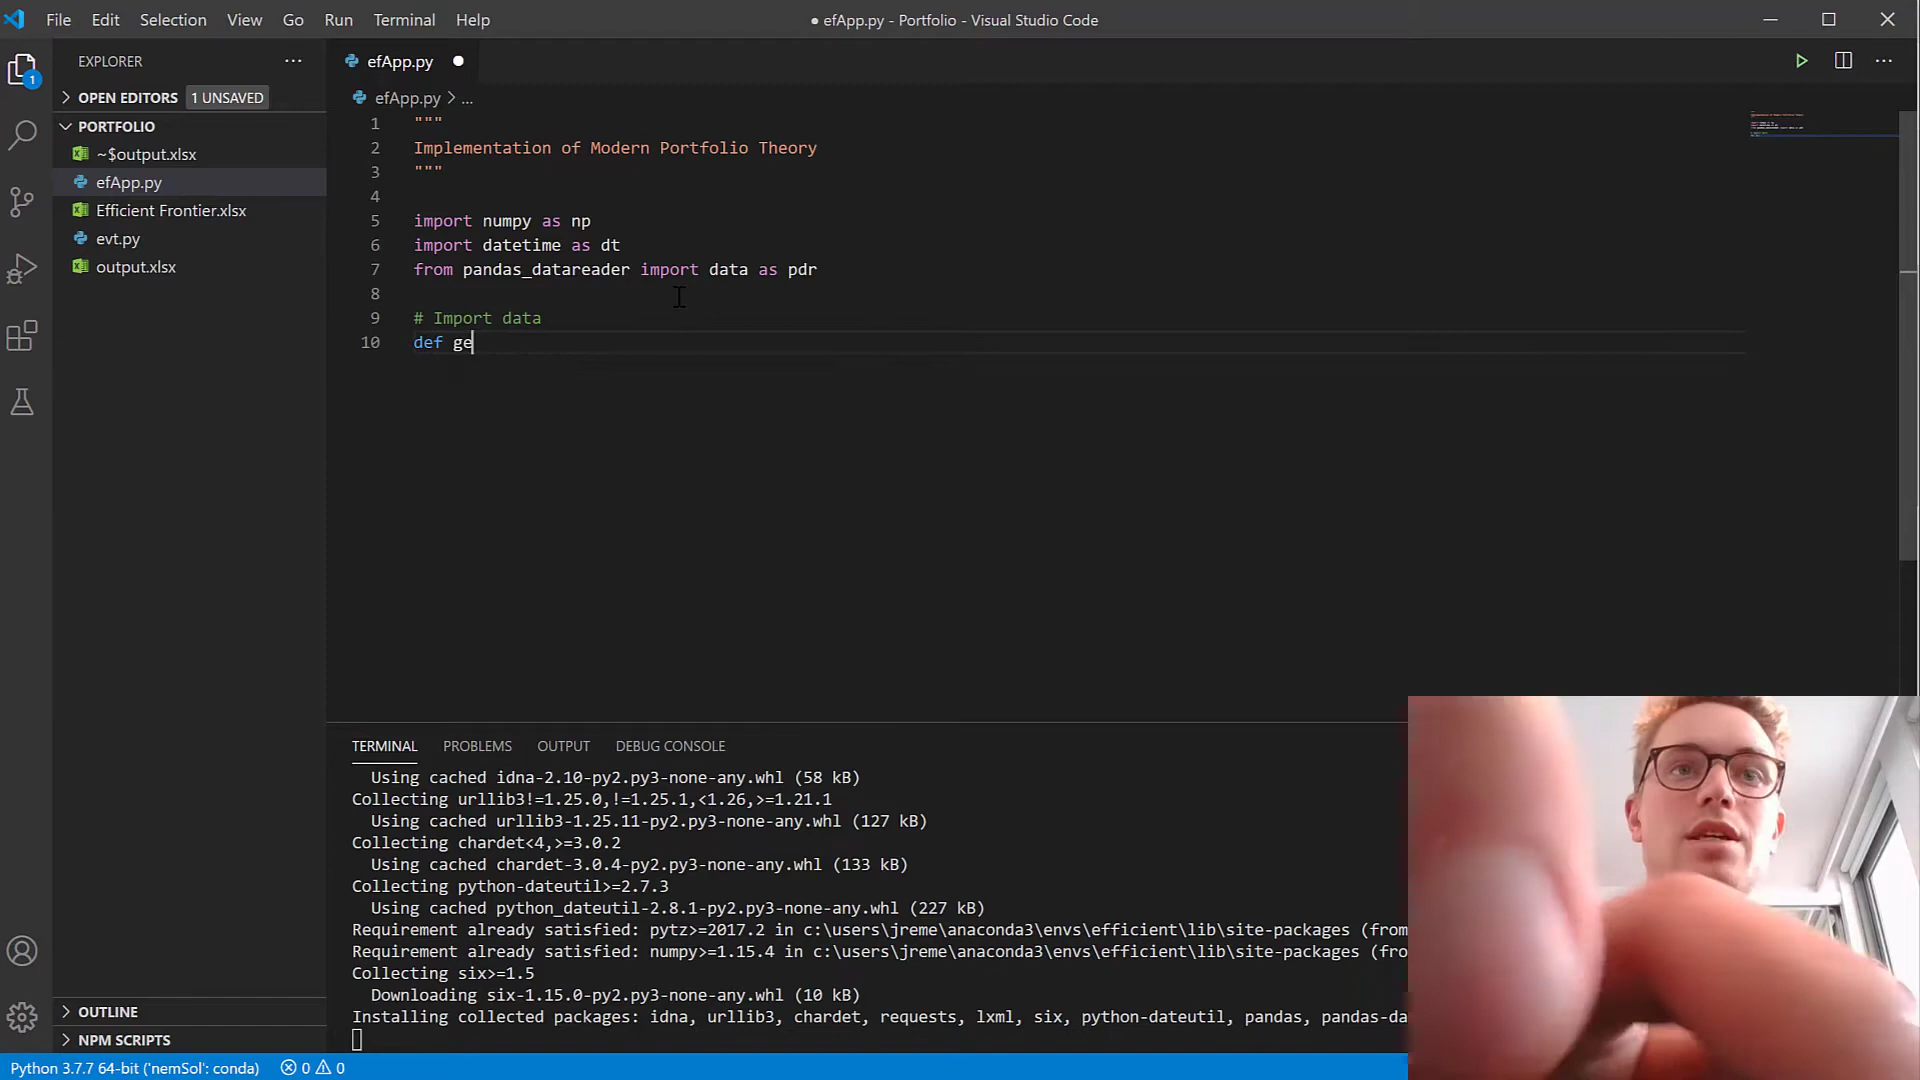 File Edit Selection View Go Run Terminal Help
● efApp.py - Portfolio - Visual Studio Code
EXPLORER
OPEN EDITORS 1 UNSAVED
PORTFOLIO
~$output.xlsx
efApp.py
Efficient Frontier.xlsx
evt.py
output.xlsx
OUTLINE
NPM SCRIPTS
1
efApp.py
efApp.py > ...
1 """
2 Implementation of Modern Portfolio Theory
3 """
4
5 import numpy as np
6 import datetime as dt
7 from pandas_datareader import data as pdr
8
9 # Import data
10 def ge
TERMINAL PROBLEMS OUTPUT DEBUG CONSOLE
Using cached idna-2.10-py2.py3-none-any.whl (58 kB)
Collecting urllib3!=1.25.0,!=1.25.1,<1.26,>=1.21.1
Using cached urllib3-1.25.11-py2.py3-none-any.whl (127 kB)
Collecting chardet<4,>=3.0.2
Using cached chardet-3.0.4-py2.py3-none-any.whl (133 kB)
Collecting python-dateutil>=2.7.3
Using cached python_dateutil-2.8.1-py2.py3-none-any.whl (227 kB)
Requirement already satisfied: pytz>=2017.2 in c:\users\jreme\anaconda3\envs\efficient\lib\site-packages (fro
Requirement already satisfied: numpy>=1.15.4 in c:\users\jreme\anaconda3\envs\efficient\lib\site-packages (fro
Collecting six>=1.5
Downloading six-1.15.0-py2.py3-none-any.whl (10 kB)
Installing collected packages: idna, urllib3, chardet, requests, lxml, six, python-dateutil, pandas, pandas-da
Python 3.7.7 64-bit ('nemSol': conda) 0 0